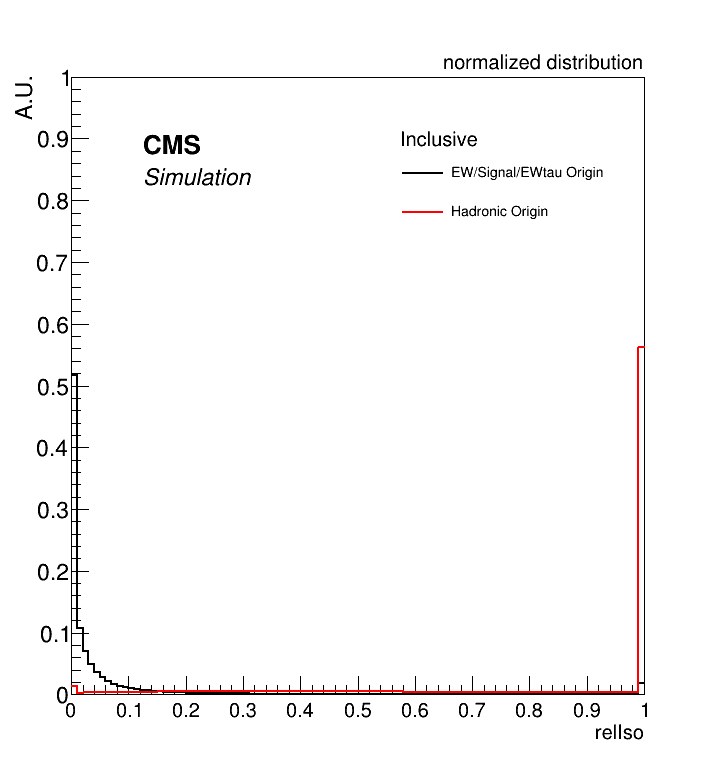 normalized distribution
A.U.
1
0.9
0.8
0.7
0.6
0.5
0.4
0.3
0.2
0.1
0
CMS
Simulation
Inclusive
EW/Signal/EWtau Origin
Hadronic Origin
0 0.1 0.2 0.3 0.4 0.5 0.6 0.7 0.8 0.9 1
relIso